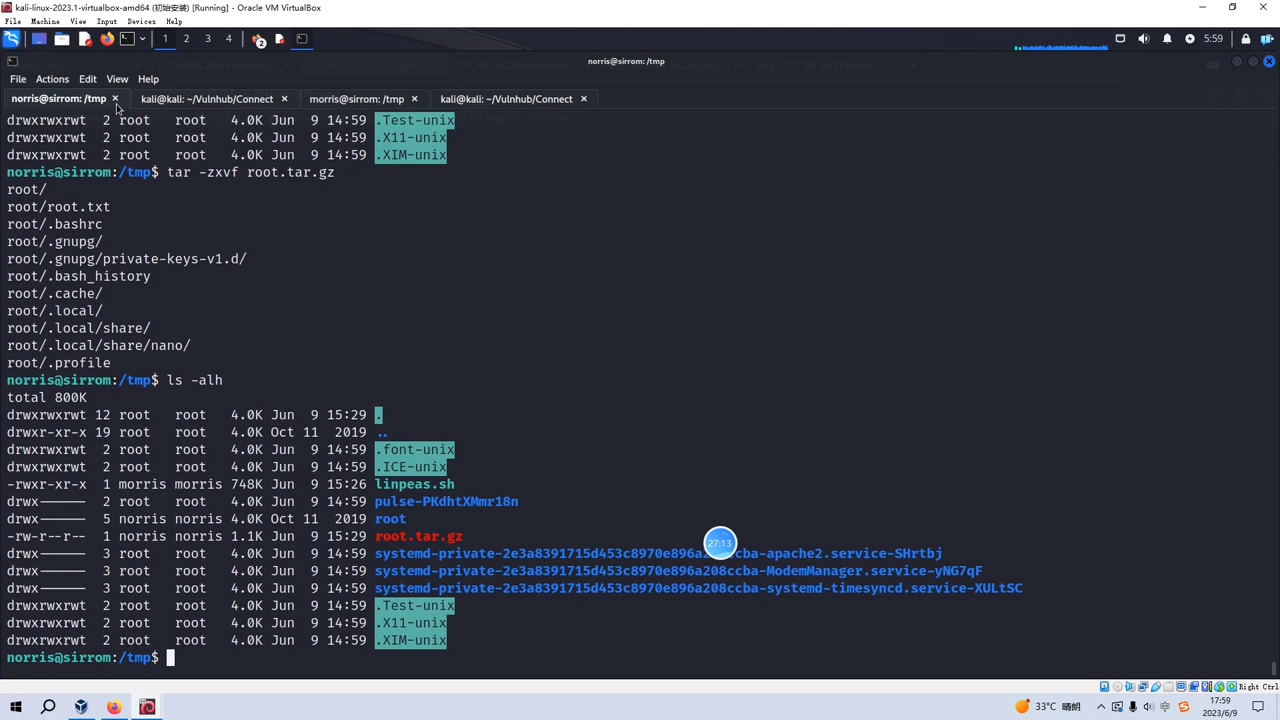 kali-linux-2023.1-virtualbox-amd64 (初始安装) [Running] - Oracle VM VirtualBox
File Machine View Input Devices Help
1 2 3 4 2 5:59
norris@sirrom: /tmp
File Actions Edit View Help
norris@sirrom: /tmp × kali@kali: ~/Vulnhub/Connect × morris@sirrom: /tmp × kali@kali: ~/Vulnhub/Connect ×
drwxrwxrwt 2 root root 4.0K Jun 9 14:59 .Test-unix
drwxrwxrwt 2 root root 4.0K Jun 9 14:59 .X11-unix
drwxrwxrwt 2 root root 4.0K Jun 9 14:59 .XIM-unix
norris@sirrom:/tmp$ tar -zxvf root.tar.gz
root/
root/root.txt
root/.bashrc
root/.gnupg/
root/.gnupg/private-keys-v1.d/
root/.bash_history
root/.cache/
root/.local/
root/.local/share/
root/.local/share/nano/
root/.profile
norris@sirrom:/tmp$ ls -alh
total 800K
drwxrwxrwt 12 root root 4.0K Jun 9 15:29 .
drwxr-xr-x 19 root root 4.0K Oct 11 2019 ..
drwxrwxrwt 2 root root 4.0K Jun 9 14:59 .font-unix
drwxrwxrwt 2 root root 4.0K Jun 9 14:59 .ICE-unix
-rwxr-xr-x 1 morris morris 748K Jun 9 15:26 linpeas.sh
drwx------ 2 root root 4.0K Jun 9 14:59 pulse-PKdhtXMmr18n
drwx------ 5 norris norris 4.0K Oct 11 2019 root
-rw-r--r-- 1 norris norris 1.1K Jun 9 15:29 root.tar.gz
27:13
drwx------ 3 root root 4.0K Jun 9 14:59 systemd-private-2e3a8391715d453c8970e896a208ccba-apache2.service-SHrtbj
drwx------ 3 root root 4.0K Jun 9 14:59 systemd-private-2e3a8391715d453c8970e896a208ccba-ModemManager.service-yNG7qF
drwx------ 3 root root 4.0K Jun 9 14:59 systemd-private-2e3a8391715d453c8970e896a208ccba-systemd-timesyncd.service-XULtSC
drwxrwxrwt 2 root root 4.0K Jun 9 14:59 .Test-unix
drwxrwxrwt 2 root root 4.0K Jun 9 14:59 .X11-unix
drwxrwxrwt 2 root root 4.0K Jun 9 14:59 .XIM-unix
norris@sirrom:/tmp$
Right Ctrl
33°C 晴朗 中 17:59
2023/6/9